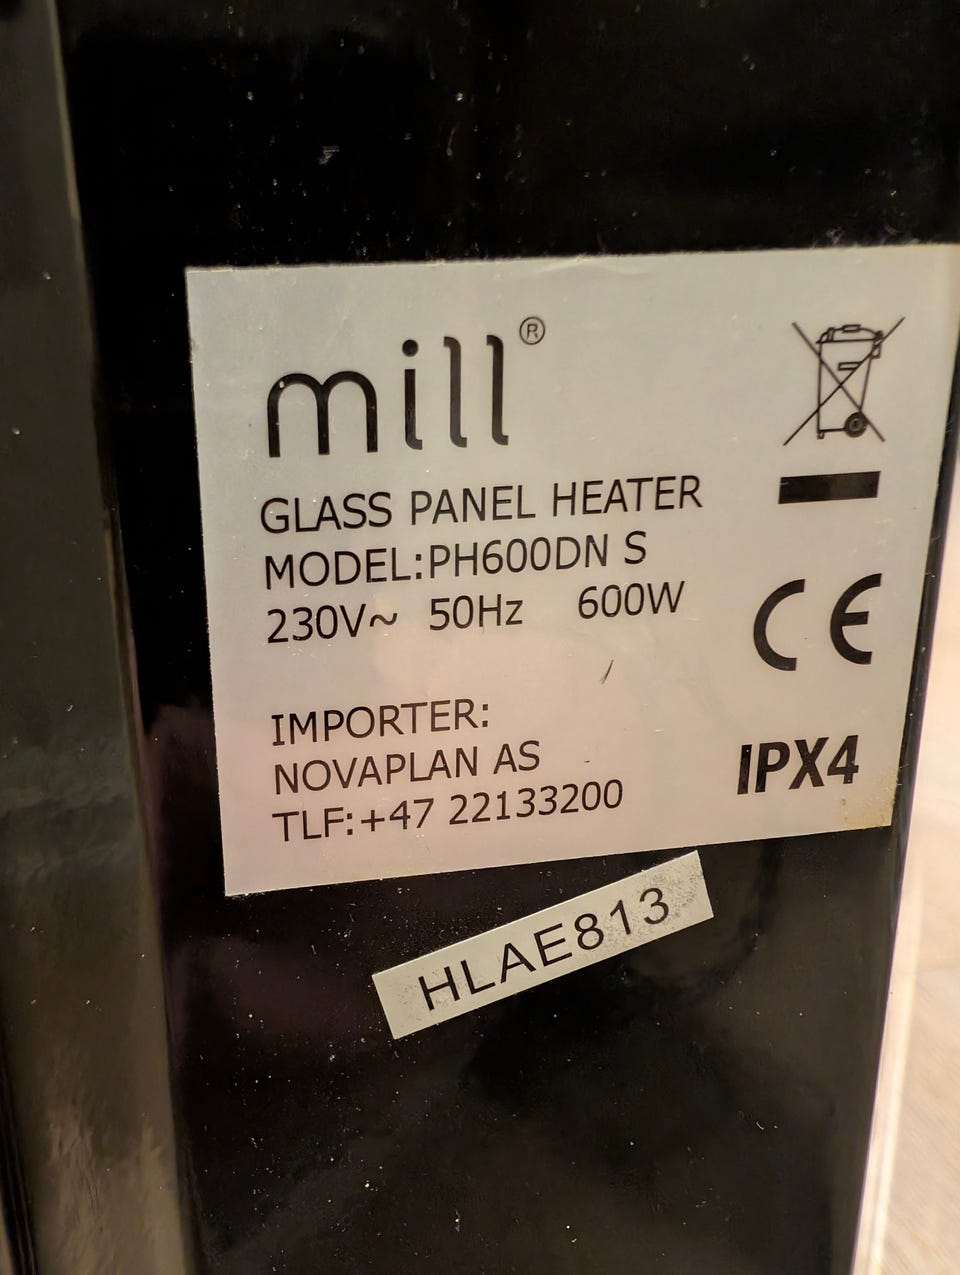 mill®
GLASS PANEL HEATER
MODEL:PH600DN S
230V~ 50Hz 600W
CE
IMPORTER:
NOVAPLAN AS
TLF:+47 22133200
IPX4
HLAE813